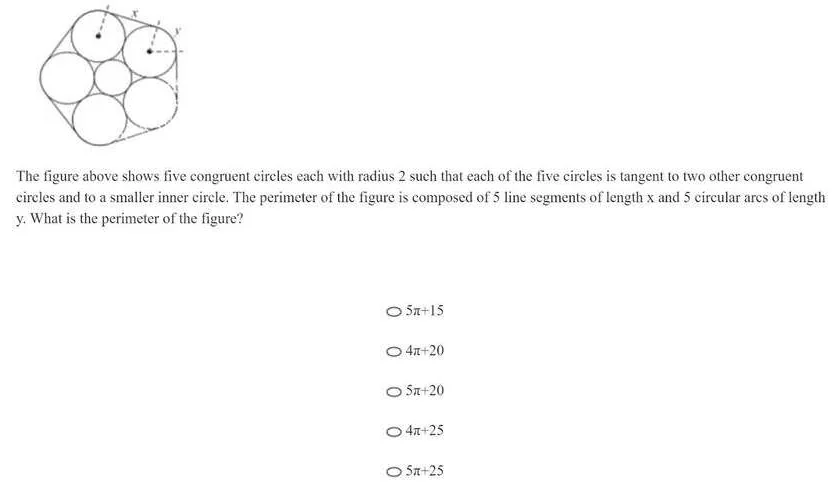 x
y
The figure above shows five congruent circles each with radius 2 such that each of the five circles is tangent to two other congruent
circles and to a smaller inner circle. The perimeter of the figure is composed of 5 line segments of length x and 5 circular arcs of length
y. What is the perimeter of the figure?
5π+15
4π+20
5π+20
4π+25
5π+25